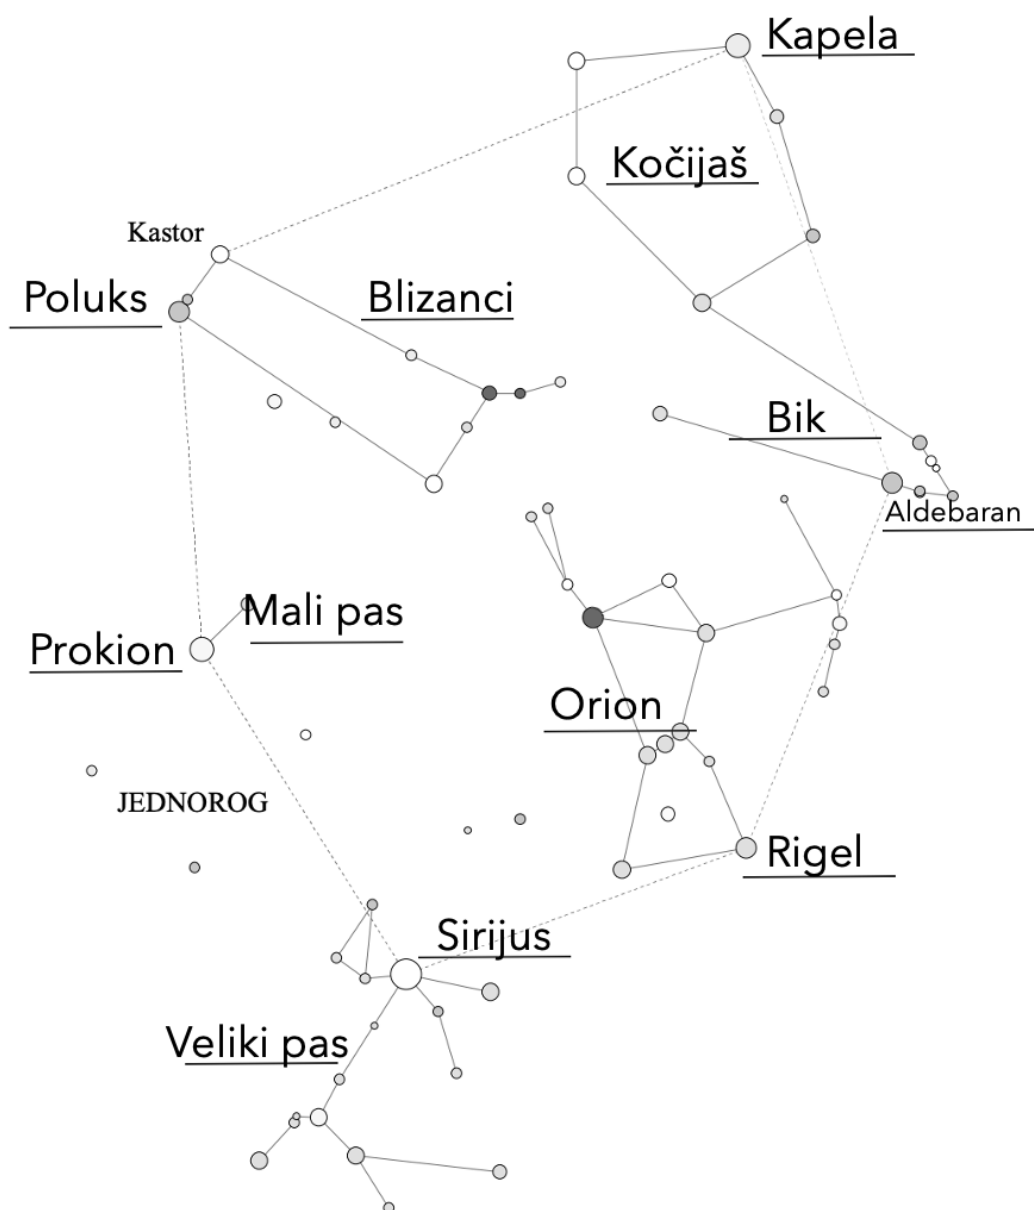 Kapela
Kočijaš
Kastor
Poluks
Blizanci
Bik
Aldebaran
Mali pas
Prokion
Orion
JEDNOROG
Rigel
Sirijus
Veliki pas